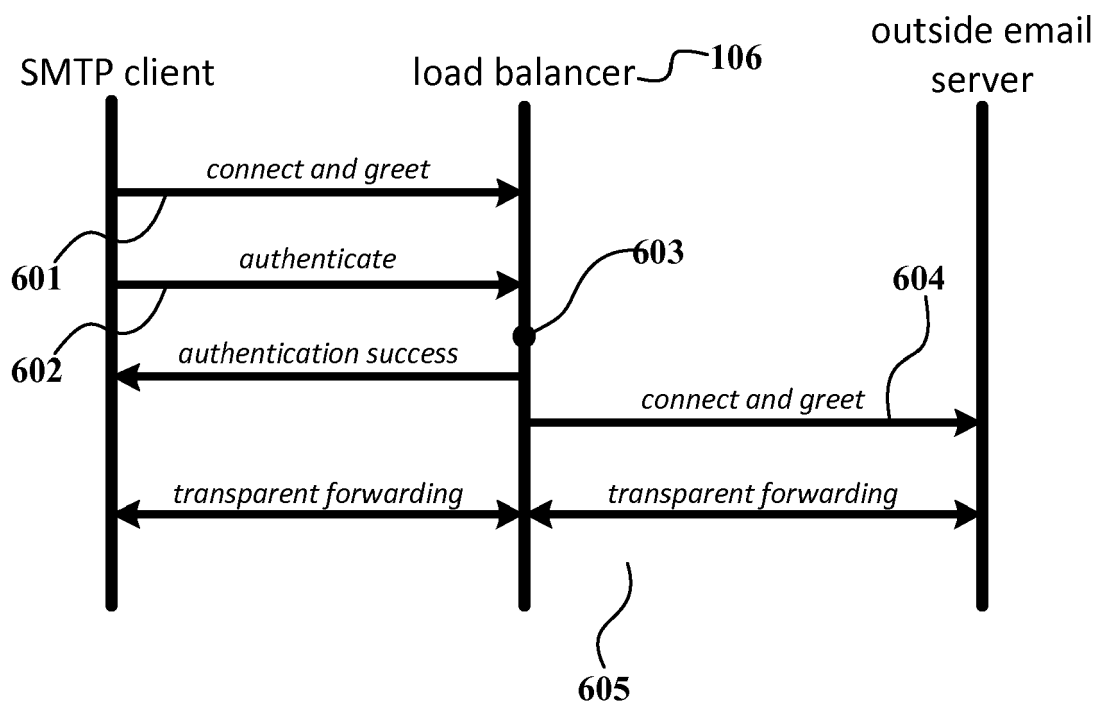 outside email
server
SMTP client
load balancer
106
connect and greet
601
authenticate
603
604
602
authentication success
connect and greet
transparent forwarding
transparent forwarding
605